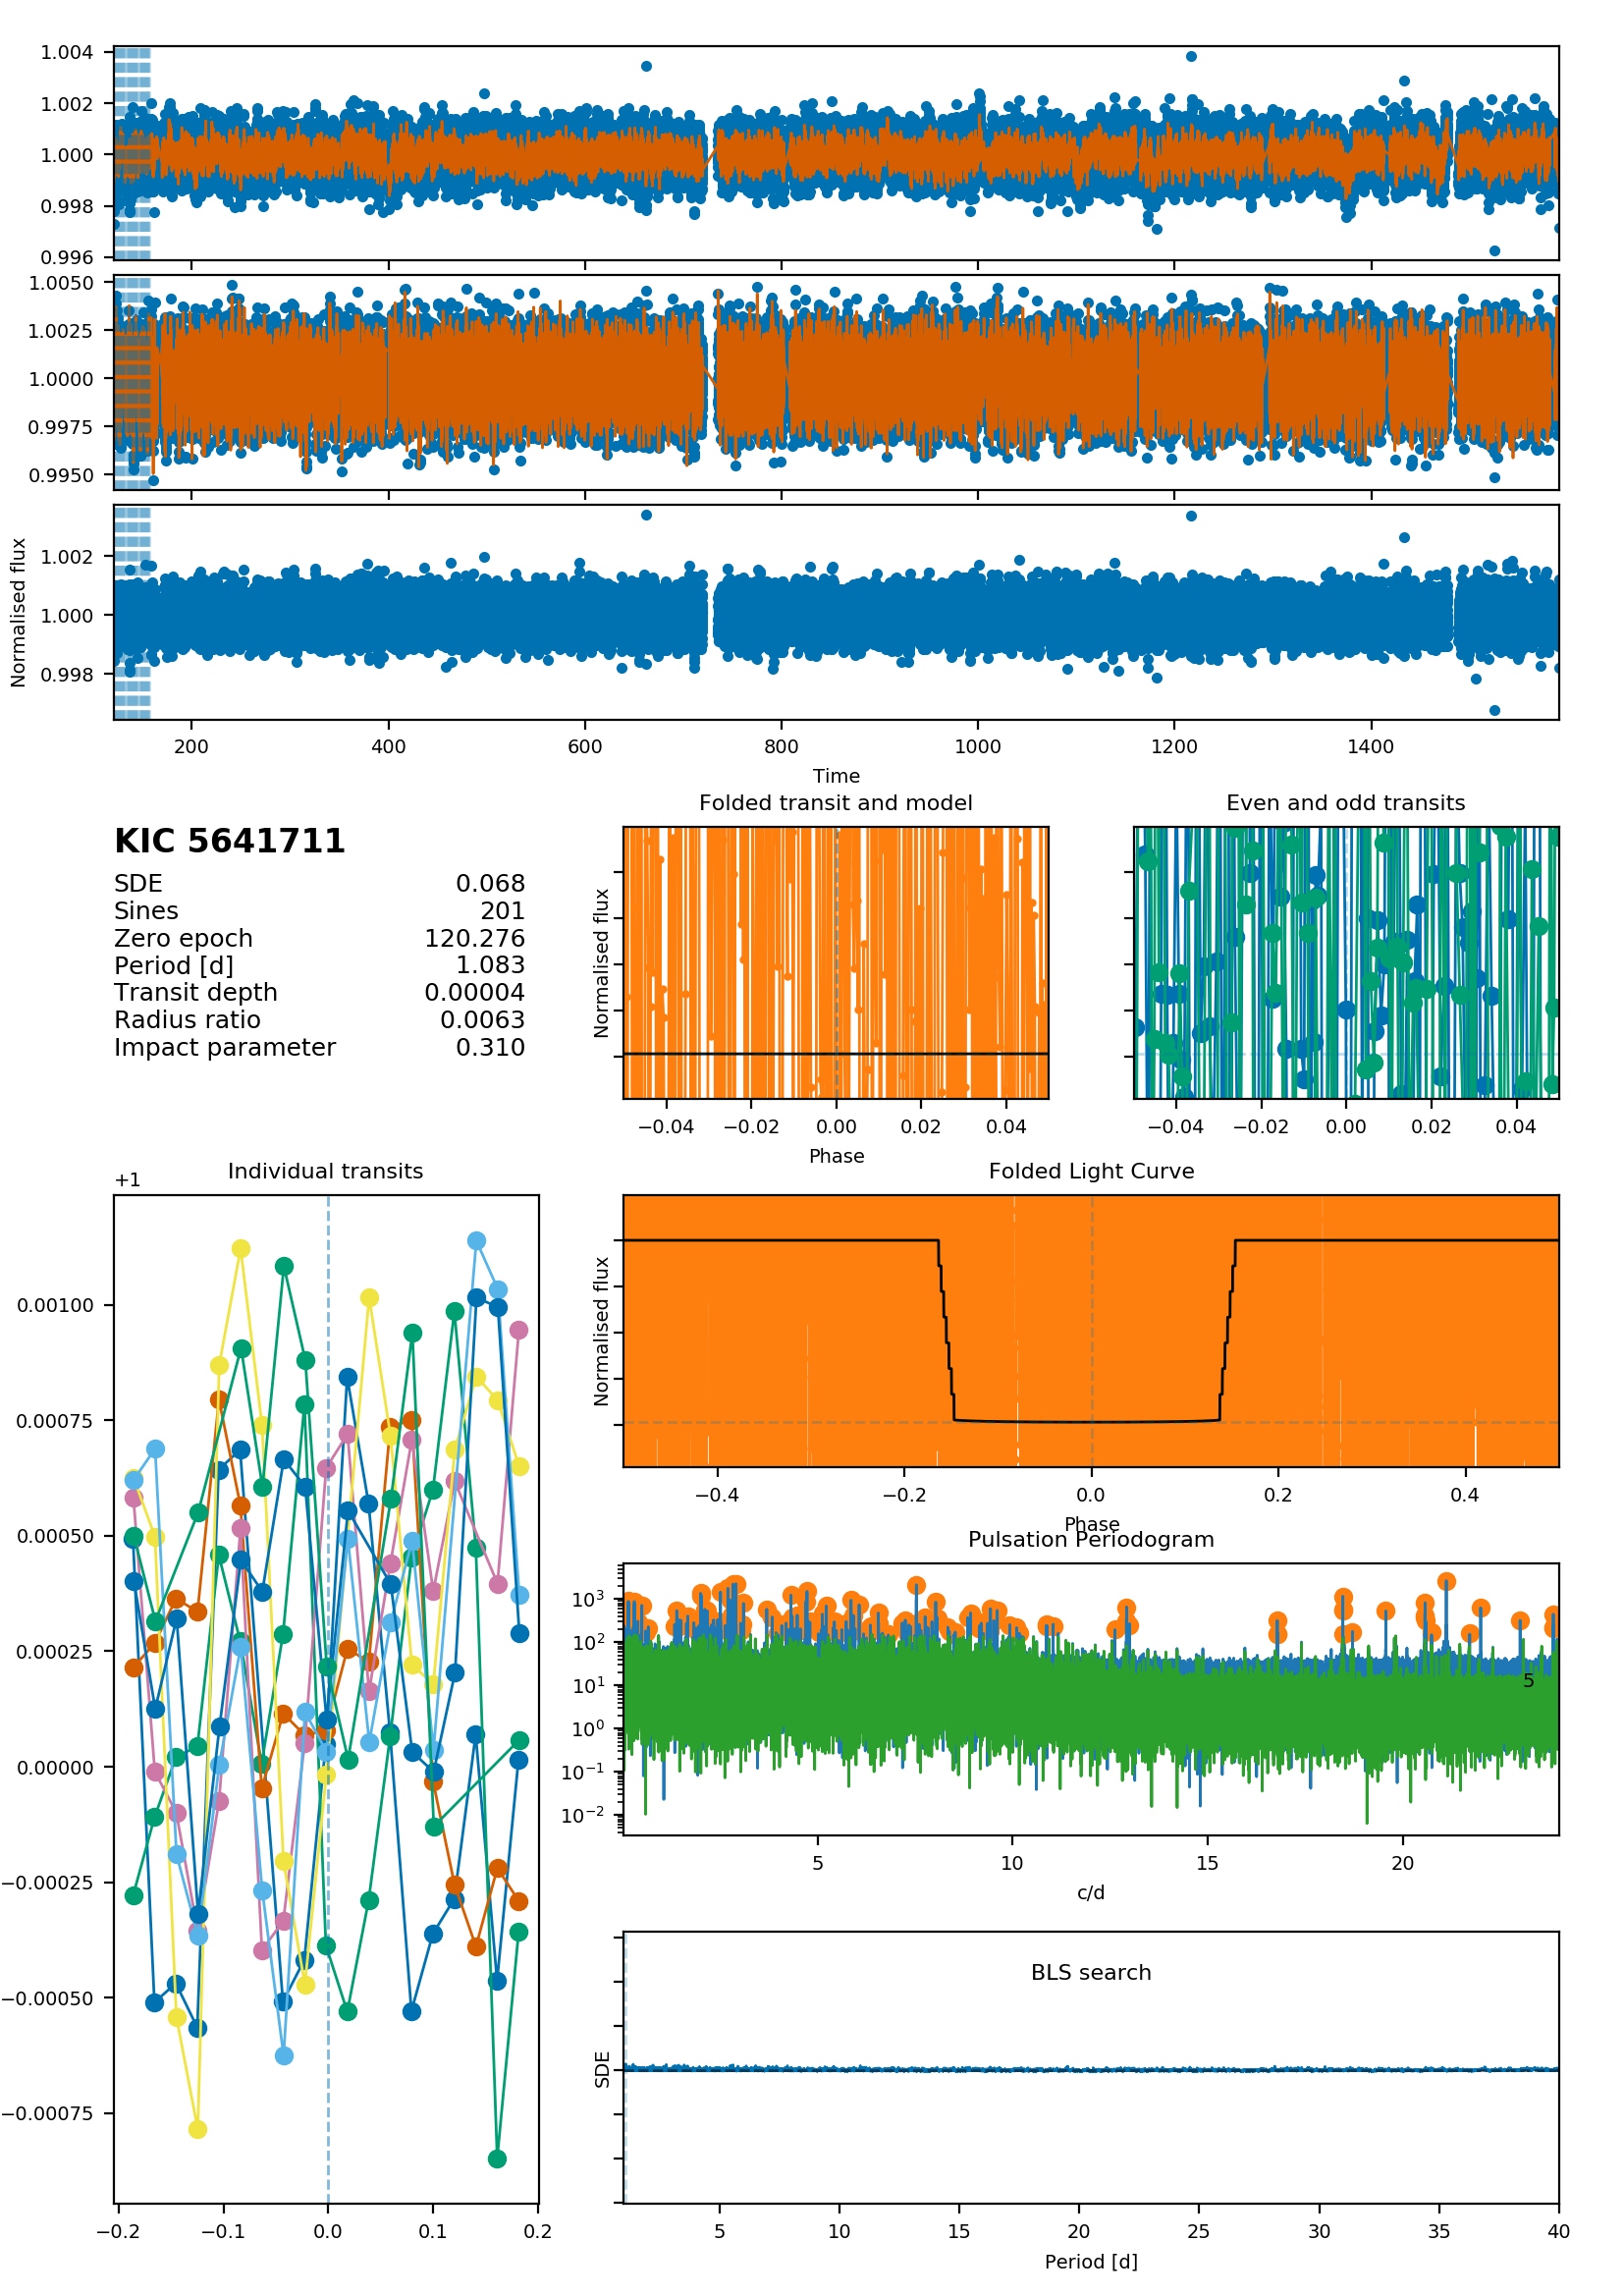 1.004
1.002
1.000
0.998
0.996
1.0050
1.0025
1.0000
0.9975
0.9950
Normalised flux
1.002
1.000
0.998
200 400 600 800 1000 1200 1400
Time
KIC 5641711
SDE 0.068
Sines 201
Zero epoch 120.276
Period [d] 1.083
Transit depth 0.00004
Radius ratio 0.0063
Impact parameter 0.310
Folded transit and model
Normalised flux
−0.04 −0.02 0.00 0.02 0.04
Phase
Even and odd transits
−0.04 −0.02 0.00 0.02 0.04
Individual transits
+1
0.00100
0.00075
0.00050
0.00025
0.00000
−0.00025
−0.00050
−0.00075
−0.2 −0.1 0.0 0.1 0.2
Folded Light Curve
Normalised flux
−0.4 −0.2 0.0 0.2 0.4
Phase
Pulsation Periodogram
10³
10²
10¹
10⁰
10⁻¹
10⁻²
5
5 10 15 20
c/d
BLS search
SDE
5 10 15 20 25 30 35 40
Period [d]